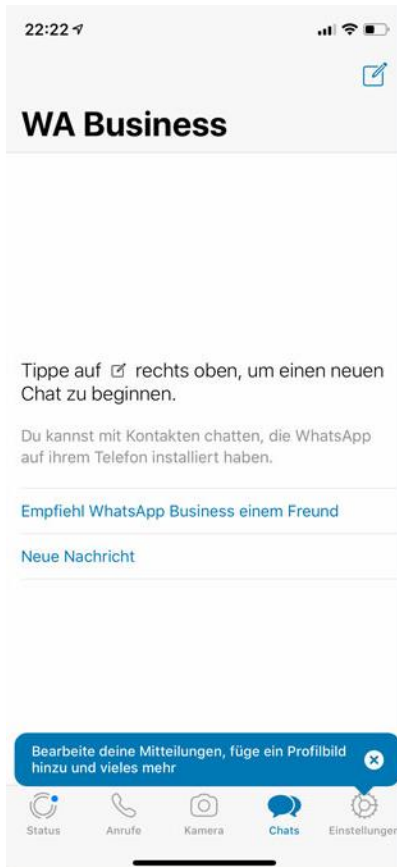 22:22
WA Business
Tippe auf rechts oben, um einen neuen
Chat zu beginnen.
Du kannst mit Kontakten chatten, die WhatsApp
auf ihrem Telefon installiert haben.
Empfiehl WhatsApp Business einem Freund
Neue Nachricht
Bearbeite deine Mitteilungen, füge ein Profilbild
hinzu und vieles mehr
Status Anrufe Kamera Chats Einstellungen